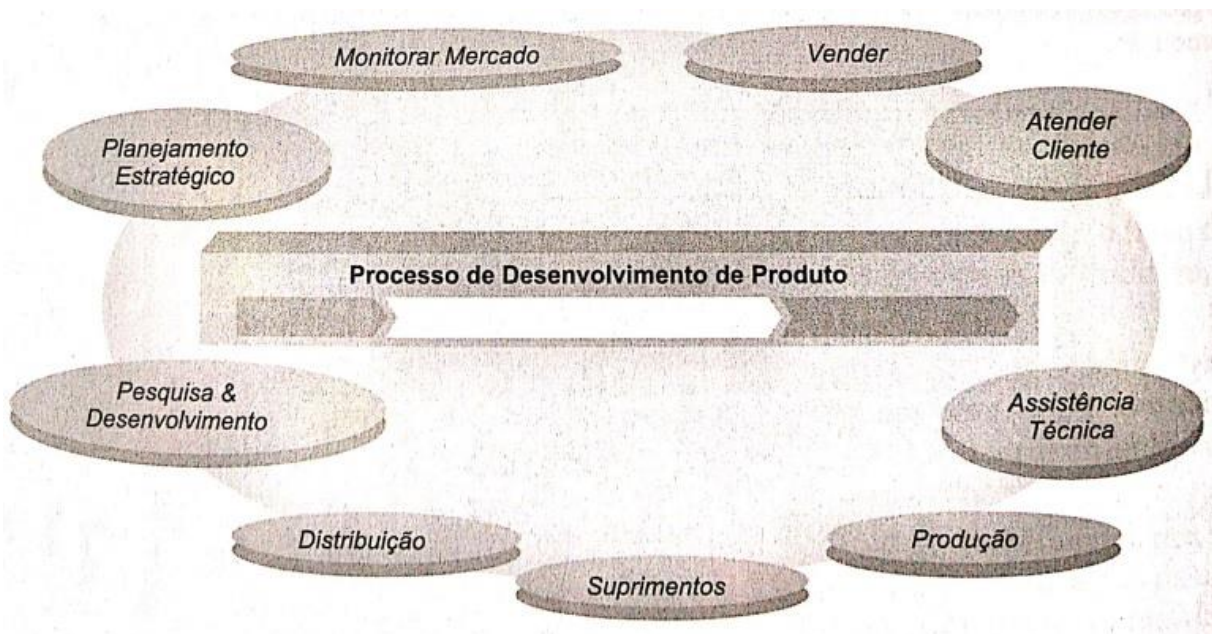 Monitorar Mercado
Vender
Planejamento
Estratégico
Atender
Cliente
Processo de Desenvolvimento de Produto
Pesquisa &
Desenvolvimento
Assistência
Técnica
Distribuição
Suprimentos
Produção